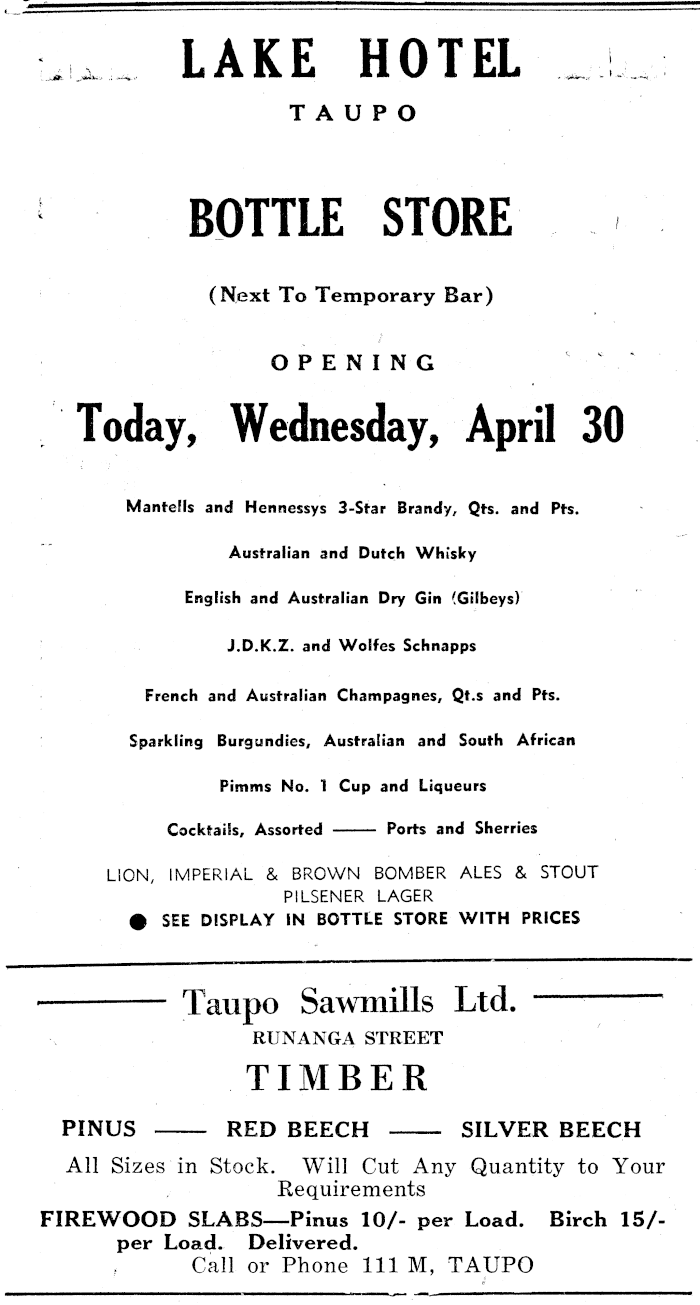 LAKE HOTEL
TAUPO
BOTTLE STORE
(Next To Temporary Bar)
OPENING
Today, Wednesday, April 30
Mantells and Hennessys 3-Star Brandy, Qts. and Pts.
Australian and Dutch Whisky
English and Australian Dry Gin (Gilbeys)
J.D.K.Z. and Wolfes Schnapps
French and Australian Champagnes, Qt.s and Pts.
Sparkling Burgundies, Australian and South African
Pimms No. 1 Cup and Liqueurs
Cocktails, Assorted —— Ports and Sherries
LION, IMPERIAL & BROWN BOMBER ALES & STOUT
PILSENER LAGER
● SEE DISPLAY IN BOTTLE STORE WITH PRICES
Taupo Sawmills Ltd.
RUNANGA STREET
TIMBER
PINUS —— RED BEECH —— SILVER BEECH
All Sizes in Stock. Will Cut Any Quantity to Your
Requirements
FIREWOOD SLABS—Pinus 10/- per Load. Birch 15/-
per Load. Delivered.
Call or Phone 111 M, TAUPO